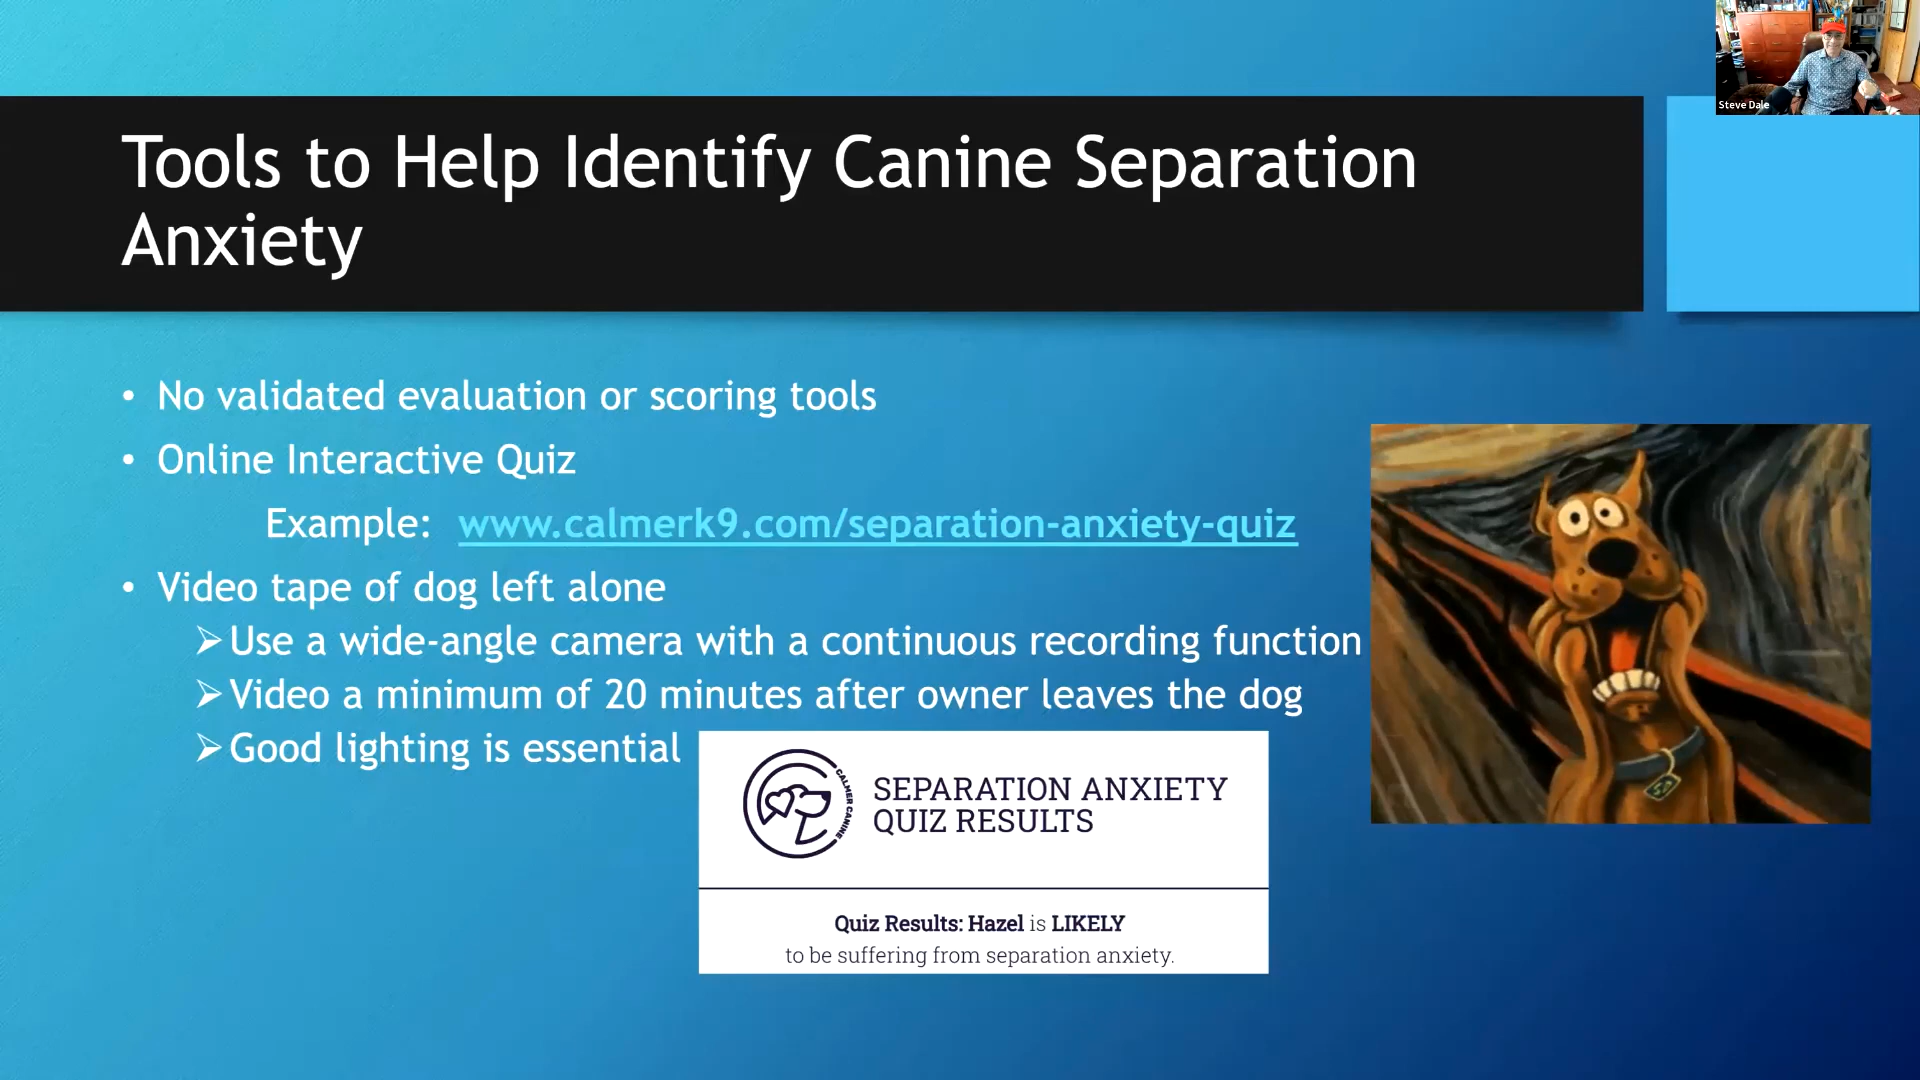 Steve Dale
Tools to Help Identify Canine Separation
Anxiety
• No validated evaluation or scoring tools
• Online Interactive Quiz
Example: www.calmerk9.com/separation-anxiety-quiz
• Video tape of dog left alone
➢Use a wide-angle camera with a continuous recording function
➢Video a minimum of 20 minutes after owner leaves the dog
➢Good lighting is essential
CALMER CANINE
SEPARATION ANXIETY
QUIZ RESULTS
Quiz Results: Hazel is LIKELY
to be suffering from separation anxiety.
SD